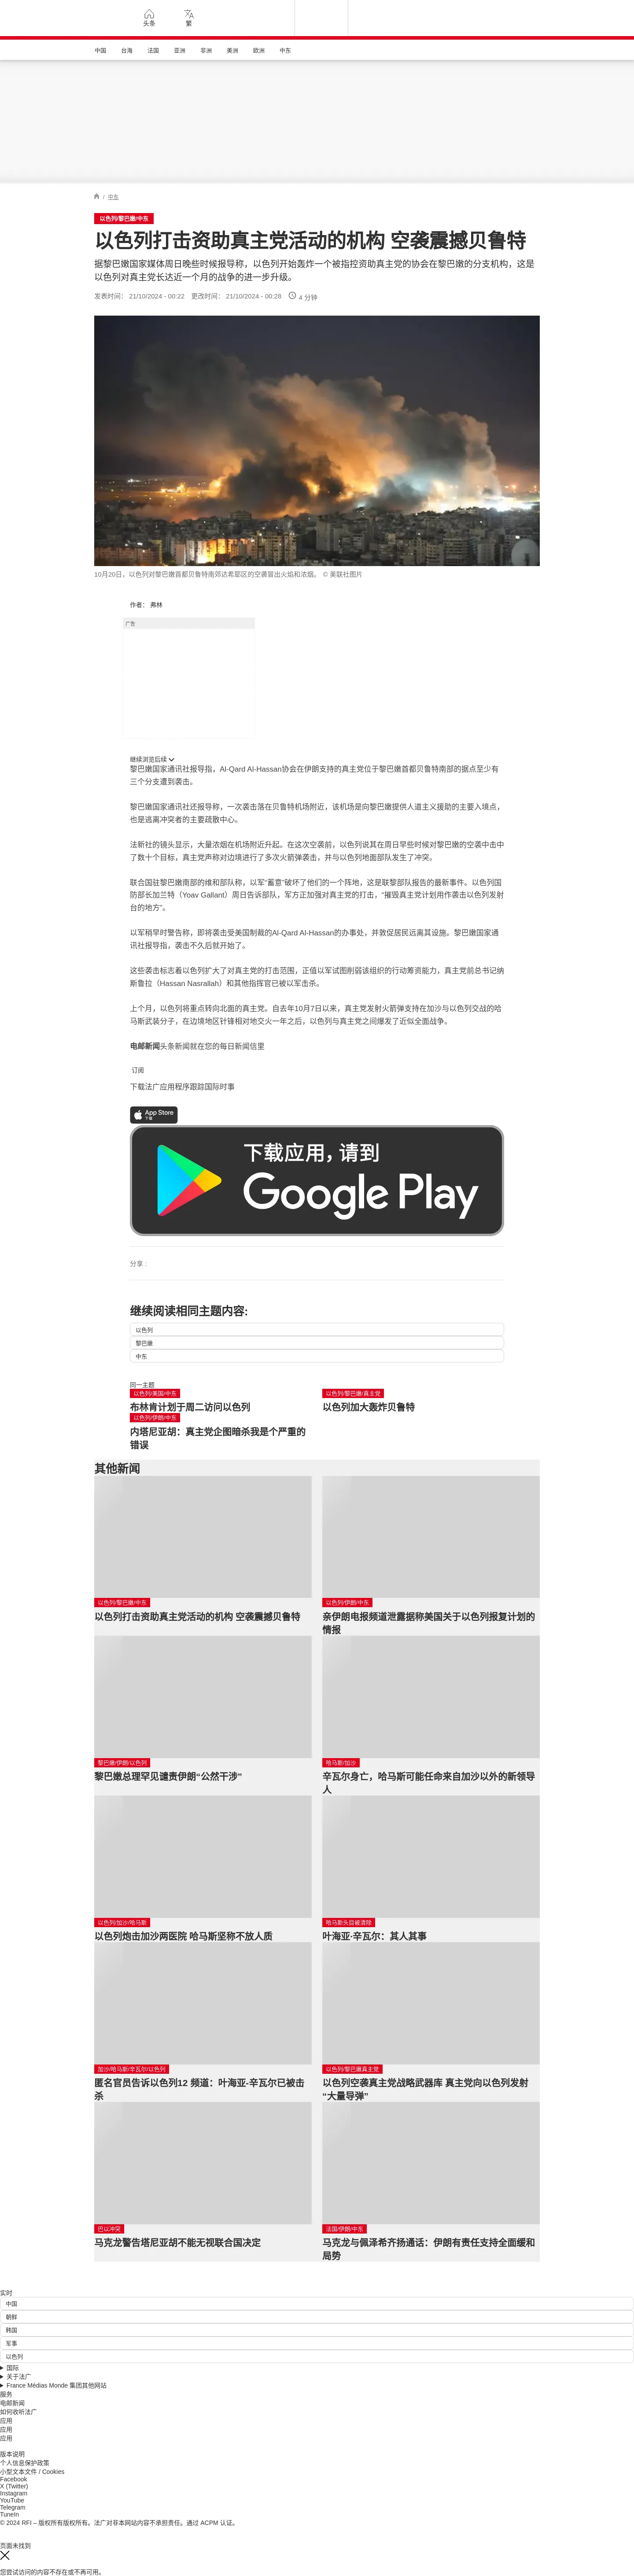 头条
繁
中国
台海
法国
亚洲
非洲
美洲
欧洲
中东
/ 中东
以色列/黎巴嫩/中东
以色列打击资助真主党活动的机构 空袭震撼贝鲁特
据黎巴嫩国家媒体周日晚些时候报导称，以色列开始轰炸一个被指控资助真主党的协会在黎巴嫩的分支机构，这是
以色列对真主党长达近一个月的战争的进一步升级。
发表时间： 21/10/2024 - 00:22 更改时间： 21/10/2024 - 00:28 4 分钟
10月20日，以色列对黎巴嫩首都贝鲁特南郊达希耶区的空袭冒出火焰和浓烟。 © 美联社图片
作者： 弗林
广告
继续浏览后续
黎巴嫩国家通讯社报导指，Al-Qard Al-Hassan协会在伊朗支持的真主党位于黎巴嫩首都贝鲁特南部的据点至少有
三个分支遭到袭击。
黎巴嫩国家通讯社还报导称，一次袭击落在贝鲁特机场附近，该机场是向黎巴嫩提供人道主义援助的主要入境点，
也是逃离冲突者的主要疏散中心。
法新社的镜头显示，大量浓烟在机场附近升起。在这次空袭前，以色列说其在周日早些时候对黎巴嫩的空袭中击中
了数十个目标，真主党声称对边境进行了多次火箭弹袭击，并与以色列地面部队发生了冲突。
联合国驻黎巴嫩南部的维和部队称，以军“蓄意”破坏了他们的一个阵地，这是联黎部队报告的最新事件。以色列国
防部长加兰特（Yoav Gallant）周日告诉部队，军方正加强对真主党的打击，“摧毁真主党计划用作袭击以色列发射
台的地方”。
以军稍早时警告称，即将袭击受美国制裁的Al-Qard Al-Hassan的办事处，并敦促居民远离其设施。黎巴嫩国家通
讯社报导指，袭击不久后就开始了。
这些袭击标志着以色列扩大了对真主党的打击范围，正值以军试图削弱该组织的行动筹资能力，真主党前总书记纳
斯鲁拉（Hassan Nasrallah）和其他指挥官已被以军击杀。
上个月，以色列将重点转向北面的真主党。自去年10月7日以来，真主党发射火箭弹支持在加沙与以色列交战的哈
马斯武装分子，在边境地区针锋相对地交火一年之后，以色列与真主党之间爆发了近似全面战争。
电邮新闻头条新闻就在您的每日新闻信里
订阅
下载法广应用程序跟踪国际时事
App Store
下载
下载应用，请到
Google Play
分享 :
继续阅读相同主题内容:
以色列
黎巴嫩
中东
同一主题
以色列/美国/中东
布林肯计划于周二访问以色列
以色列/黎巴嫩/真主党
以色列加大轰炸贝鲁特
以色列/伊朗/中东
内塔尼亚胡：真主党企图暗杀我是个严重的
错误
其他新闻
以色列/黎巴嫩/中东
以色列打击资助真主党活动的机构 空袭震撼贝鲁特
以色列/伊朗/中东
亲伊朗电报频道泄露据称美国关于以色列报复计划的
情报
黎巴嫩/伊朗/以色列
黎巴嫩总理罕见谴责伊朗“公然干涉”
哈马斯/加沙
辛瓦尔身亡，哈马斯可能任命来自加沙以外的新领导
人
以色列/加沙/哈马斯
以色列炮击加沙两医院 哈马斯坚称不放人质
哈马斯头目被清除
叶海亚·辛瓦尔：其人其事
加沙/哈马斯/辛瓦尔/以色列
匿名官员告诉以色列12 频道：叶海亚-辛瓦尔已被击
杀
以色列/黎巴嫩真主党
以色列空袭真主党战略武器库 真主党向以色列发射
“大量导弹”
巴以冲突
马克龙警告塔尼亚胡不能无视联合国决定
法国/伊朗/中东
马克龙与佩泽希齐扬通话：伊朗有责任支持全面缓和
局势
实时
中国
朝鲜
韩国
军事
以色列
国际
关于法广
France Médias Monde 集团其他网站
服务
电邮新闻
如何收听法广
应用
应用
应用
版本说明
个人信息保护政策
小型文本文件 / Cookies
Facebook
X (Twitter)
Instagram
YouTube
Telegram
TuneIn
© 2024 RFI – 版权所有版权所有。法广对非本网站内容不承担责任。通过 ACPM 认证。
页面未找到
您尝试访问的内容不存在或不再可用。